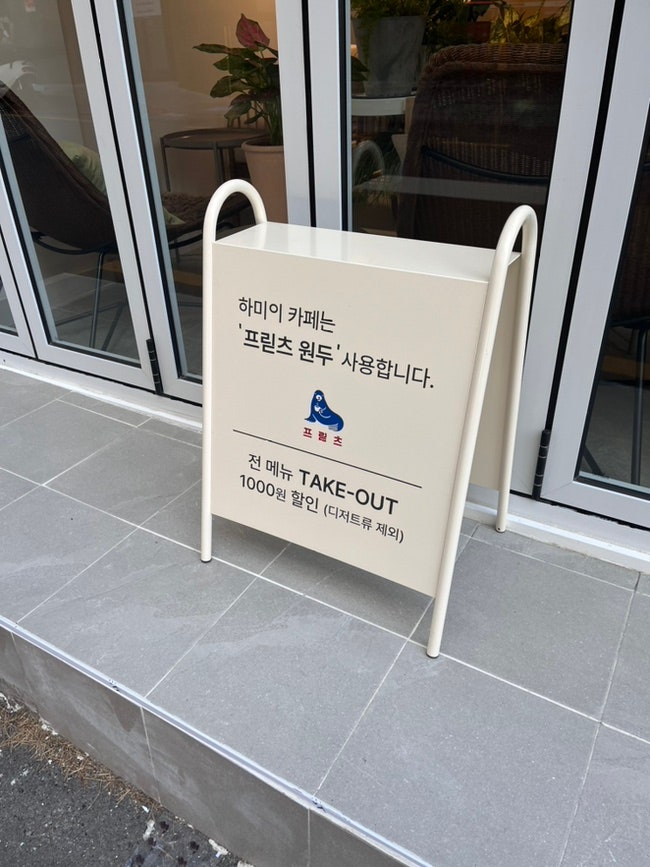 하미이 카페는
'프릳츠 원두' 사용합니다.
프릳츠
전 메뉴 TAKE-OUT
1000원 할인 (디저트류 제외)